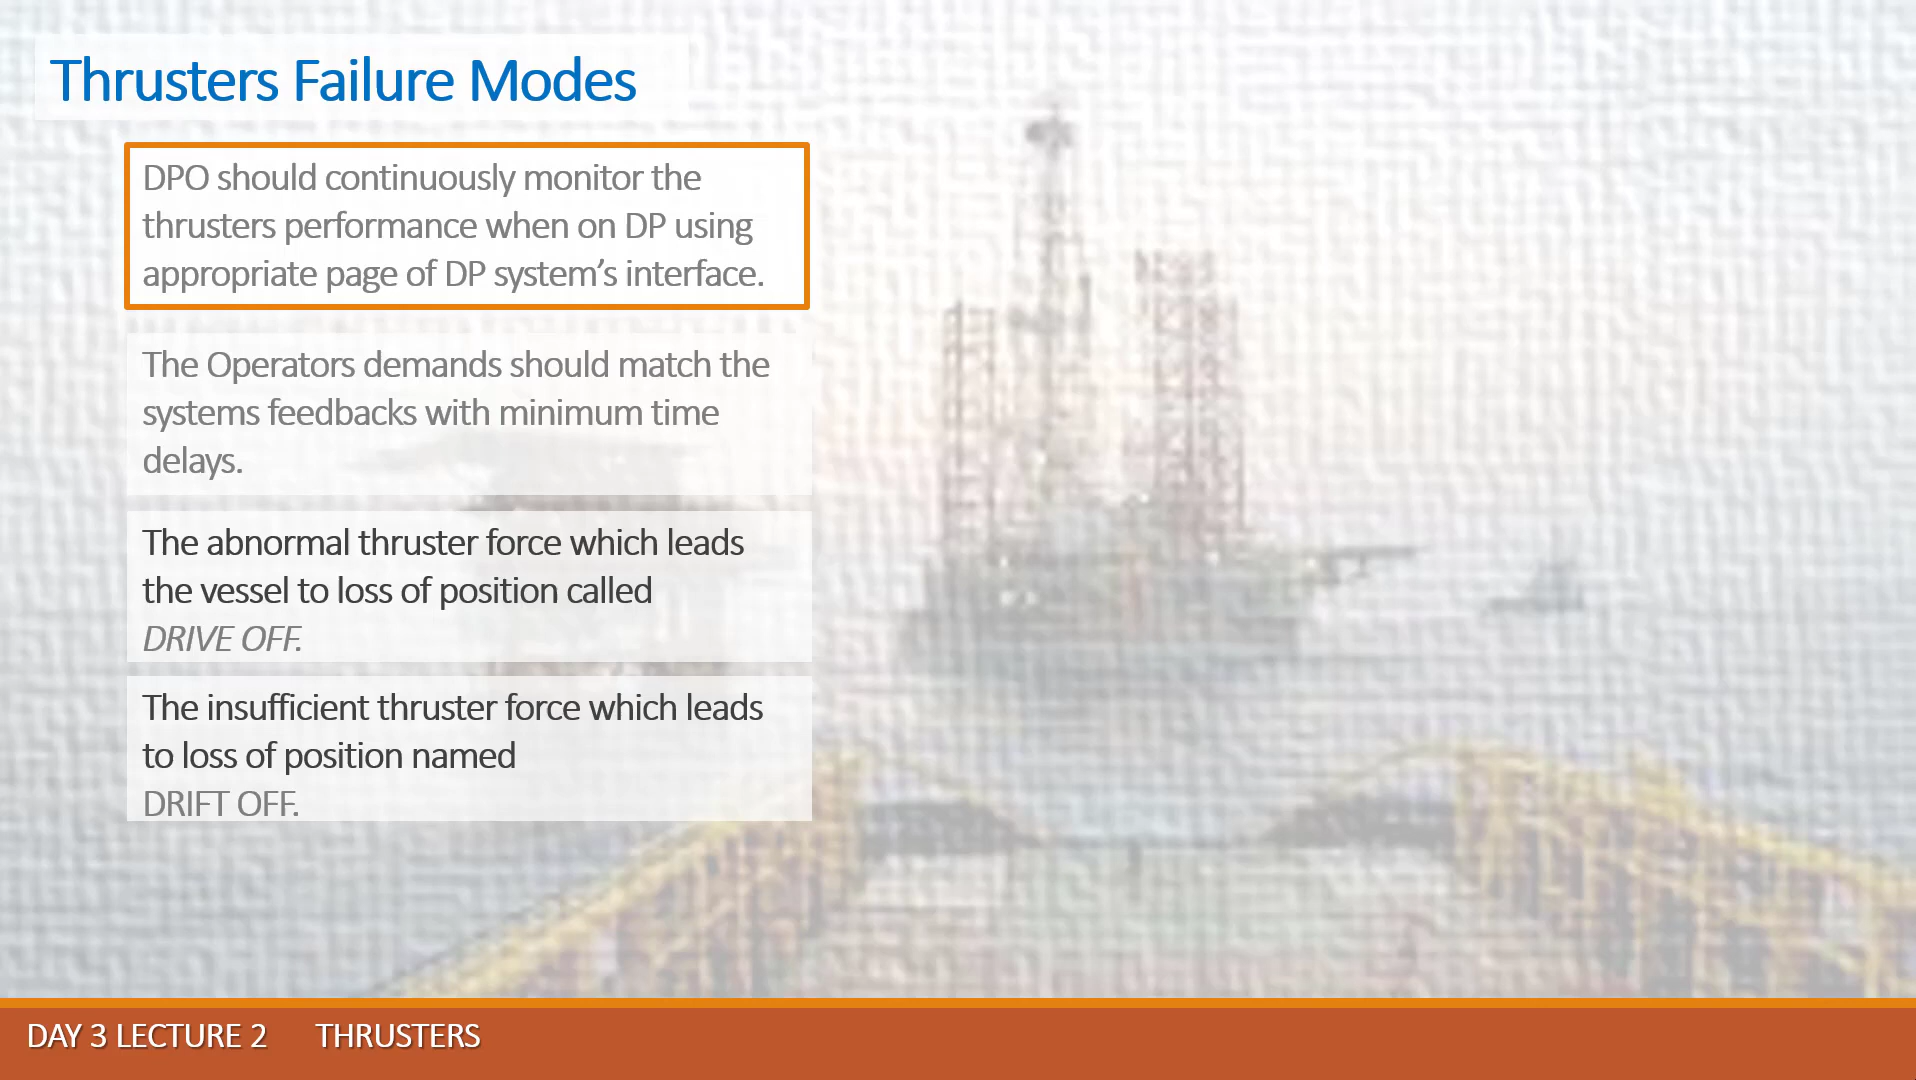 Thrusters Failure Modes
DPO should continuously monitor the
thrusters performance when on DP using
appropriate page of DP system’s interface.
The Operators demands should match the
systems feedbacks with minimum time
delays.
The abnormal thruster force which leads
the vessel to loss of position called
DRIVE OFF.
The insufficient thruster force which leads
to loss of position named
DRIFT OFF.
DAY 3 LECTURE 2 THRUSTERS